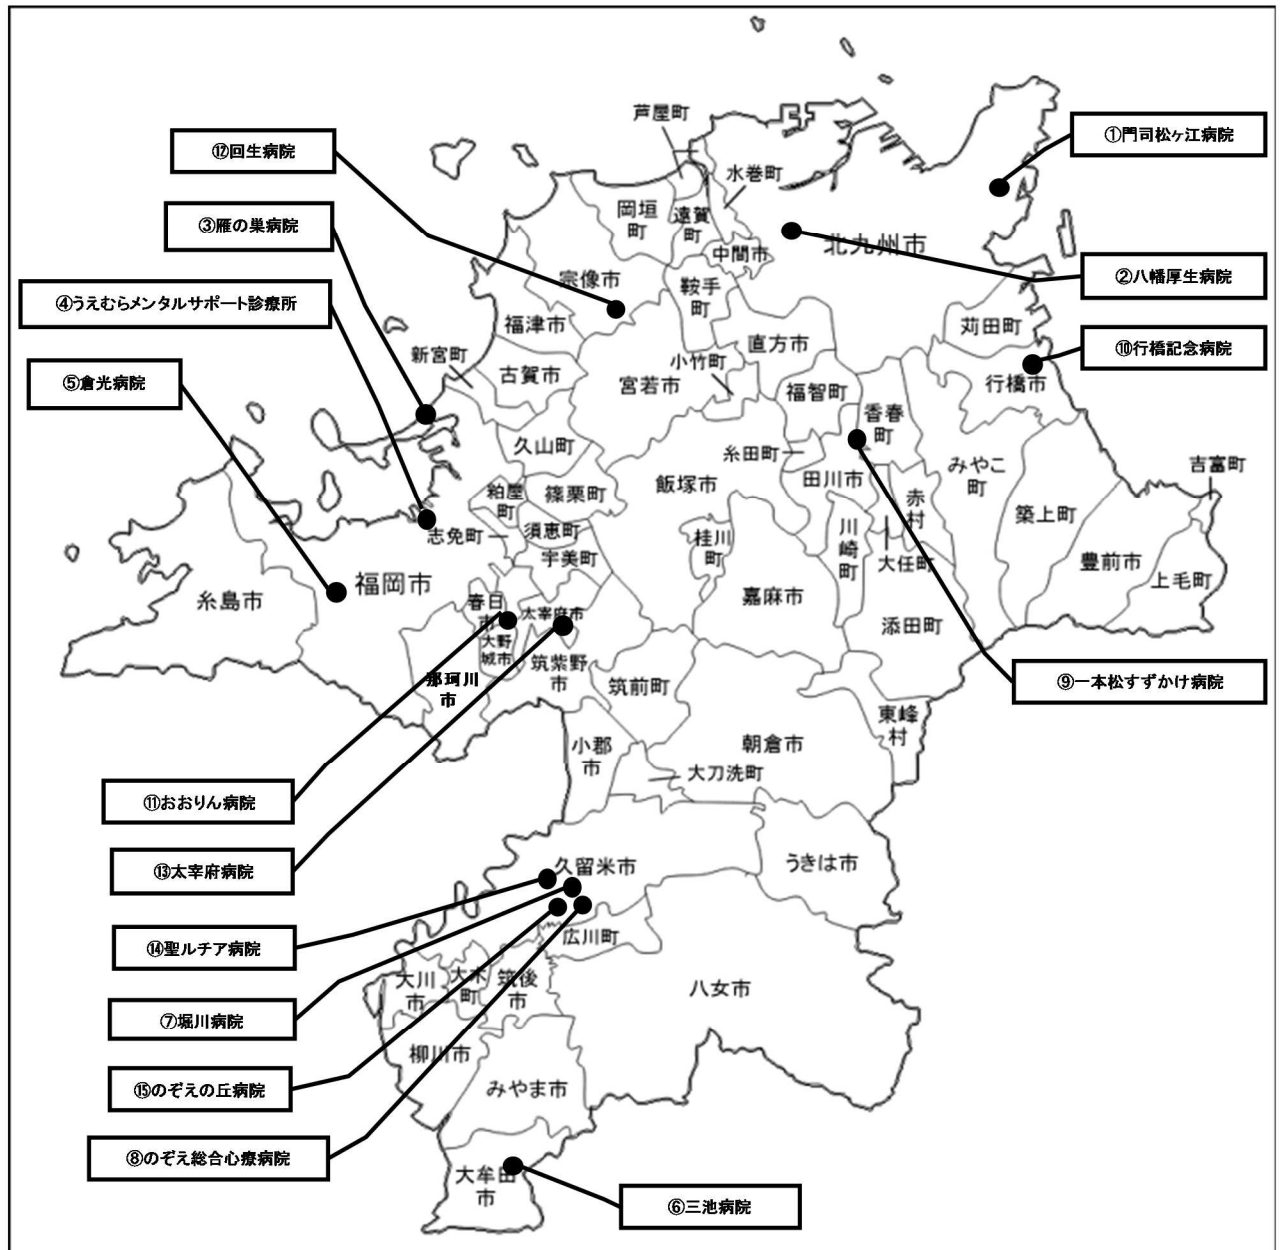 芦屋町
①門司松ヶ江病院
⑫回生病院
水巻町
岡垣
町
遠賀
町
③雁の巣病院
北九州市
中間市
宗像市
鞍手
町
②八幡厚生病院
④うえむらメンタルサポート診療所
福津市
苅田町
直方市
⑩行橋記念病院
新宮町
小竹町
古賀市
宮若市
⑤倉光病院
行橋市
福智町
香春
町
久山町
糸田町
みやこ
町
吉富町
田川市
飯塚市
粕屋
町
篠栗町
赤
村
築上町
志免町
須恵町
川
崎
町
桂川
町
宇美町
大任町
豊前市
福岡市
上毛町
糸島市
春日
市
嘉麻市
太宰府市
添田町
大野
城市
筑紫野
市
那珂川
市
筑前町
⑨一本松すずかけ病院
東峰
村
小郡
市
朝倉市
大刀洗町
⑪おおりん病院
久留米市
うきは市
⑬太宰府病院
広川町
⑭聖ルチア病院
大川
市
大木
町
筑後
市
八女市
⑦堀川病院
柳川市
みやま市
⑮のぞえの丘病院
⑧のぞえ総合心療病院
大牟田
市
⑥三池病院